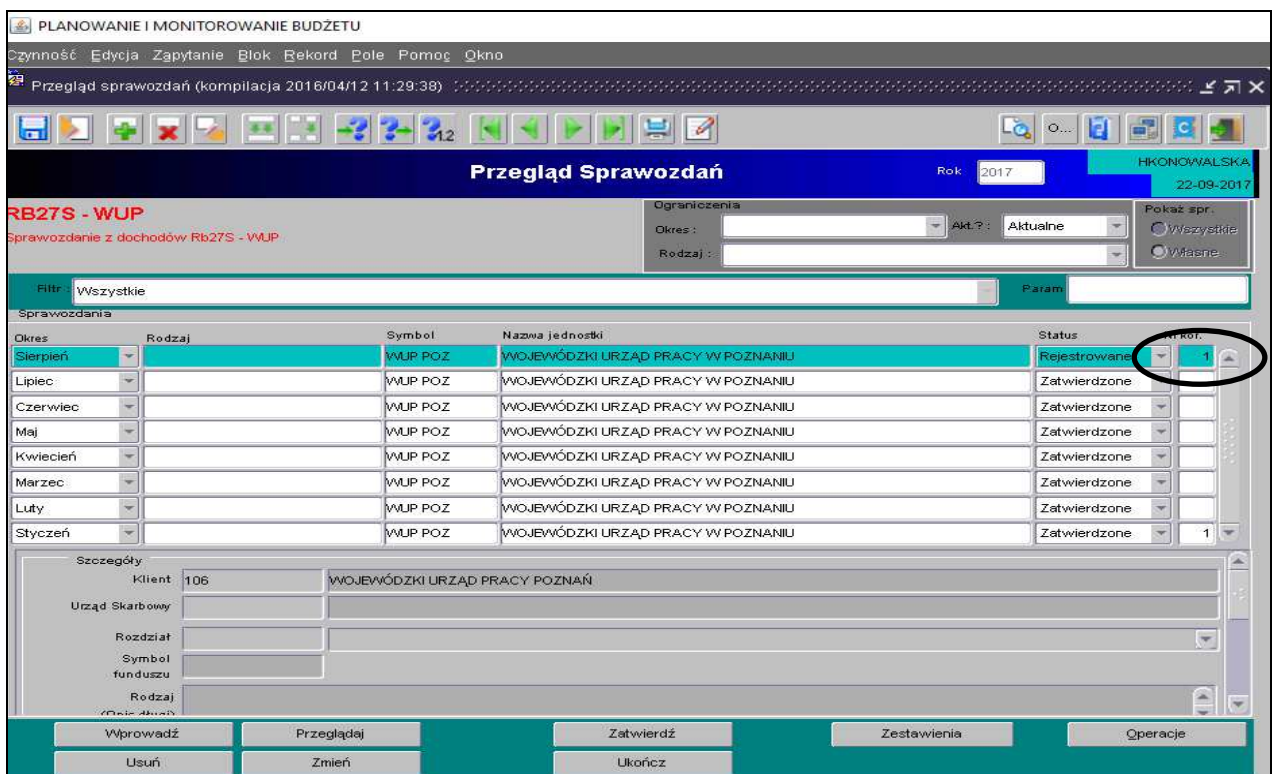 PLANOWANIE I MONITOROWANIE BUDŻETU
Czynność Edycja Zapytanie Blok Rekord Pole Pomoc Okno
Przegląd sprawozdań (kompilacja 2016/04/12 11:29:38)
O...
Przegląd Sprawozdań Rok 2017 HKONOWALSKA
22-09-2017
RB27S - WUP
Sprawozdanie z dochodów Rb27S - WUP
Ograniczenia
Okres : Akt.? : Aktualne
Rodzaj :
Pokaż spr.
Wszystkie
Własne
Filtr : Wszystkie Param
Sprawozdania
Okres Rodzaj Symbol Nazwa jednostki Status Nr kor.
Sierpień WUP POZ WOJEWÓDZKI URZĄD PRACY W POZNANIU Rejestrowane 1
Lipiec WUP POZ WOJEWÓDZKI URZĄD PRACY W POZNANIU Zatwierdzone
Czerwiec WUP POZ WOJEWÓDZKI URZĄD PRACY W POZNANIU Zatwierdzone
Maj WUP POZ WOJEWÓDZKI URZĄD PRACY W POZNANIU Zatwierdzone
Kwiecień WUP POZ WOJEWÓDZKI URZĄD PRACY W POZNANIU Zatwierdzone
Marzec WUP POZ WOJEWÓDZKI URZĄD PRACY W POZNANIU Zatwierdzone
Luty WUP POZ WOJEWÓDZKI URZĄD PRACY W POZNANIU Zatwierdzone
Styczeń WUP POZ WOJEWÓDZKI URZĄD PRACY W POZNANIU Zatwierdzone 1
Szczegóły
Klient 106 WOJEWÓDZKI URZĄD PRACY POZNAŃ
Urząd Skarbowy
Rozdział
Symbol
funduszu
Rodzaj
(Opis długi)
Wprowadź Przeglądaj Zatwierdź Zestawienia Operacje
Usuń Zmień Ukończ